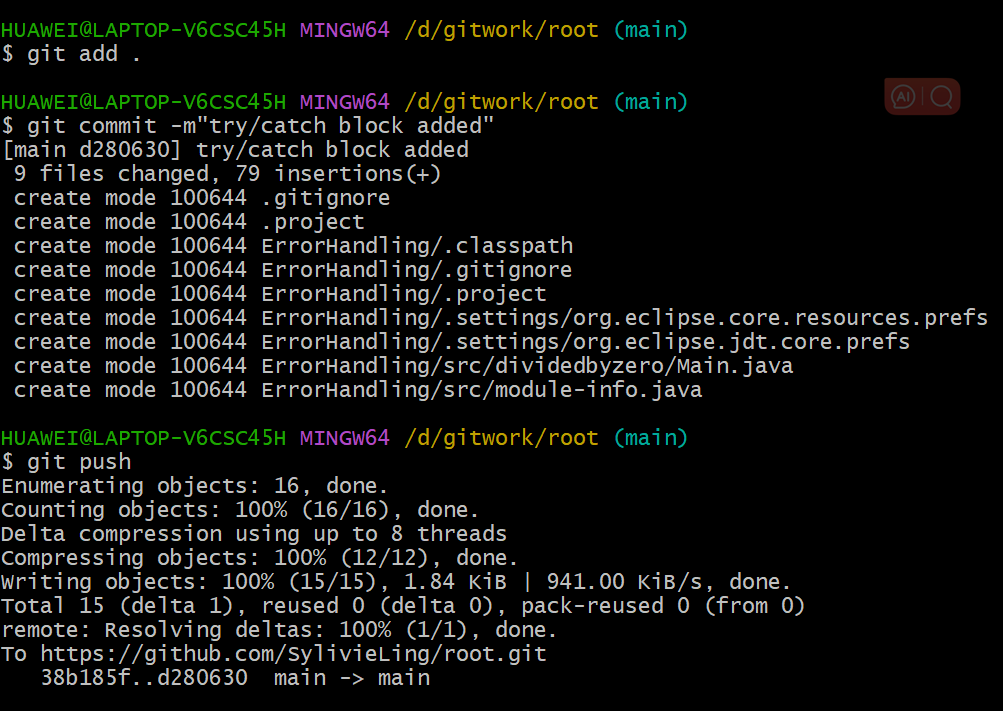 HUAWEI@LAPTOP-V6CSC45H MINGW64 /d/gitwork/root (main)
$ git add .
HUAWEI@LAPTOP-V6CSC45H MINGW64 /d/gitwork/root (main)
AI
$ git commit -m"try/catch block added"
[main d280630] try/catch block added
 9 files changed, 79 insertions(+)
 create mode 100644 .gitignore
 create mode 100644 .project
 create mode 100644 ErrorHandling/.classpath
 create mode 100644 ErrorHandling/.gitignore
 create mode 100644 ErrorHandling/.project
 create mode 100644 ErrorHandling/.settings/org.eclipse.core.resources.prefs
 create mode 100644 ErrorHandling/.settings/org.eclipse.jdt.core.prefs
 create mode 100644 ErrorHandling/src/dividedbyzero/Main.java
 create mode 100644 ErrorHandling/src/module-info.java
HUAWEI@LAPTOP-V6CSC45H MINGW64 /d/gitwork/root (main)
$ git push
Enumerating objects: 16, done.
Counting objects: 100% (16/16), done.
Delta compression using up to 8 threads
Compressing objects: 100% (12/12), done.
Writing objects: 100% (15/15), 1.84 KiB | 941.00 KiB/s, done.
Total 15 (delta 1), reused 0 (delta 0), pack-reused 0 (from 0)
remote: Resolving deltas: 100% (1/1), done.
To https://github.com/SylivieLing/root.git
   38b185f..d280630  main -> main